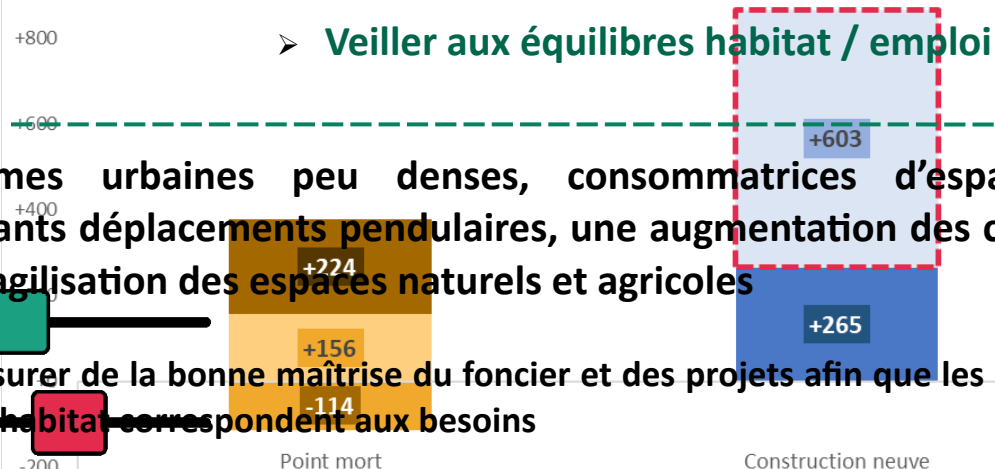 +800
➢ Veiller aux équilibres habitat / emploi
+600
+603
mes urbaines peu denses, consommatrices d'espa
+400
ants déplacements pendulaires, une augmentation des c
+224
agilisation des espaces naturels et agricoles
+265
+156
surer de la bonne maîtrise du foncier et des projets afin que les
-114
habitat correspondent aux besoins
-200
Point mort
Construction neuve